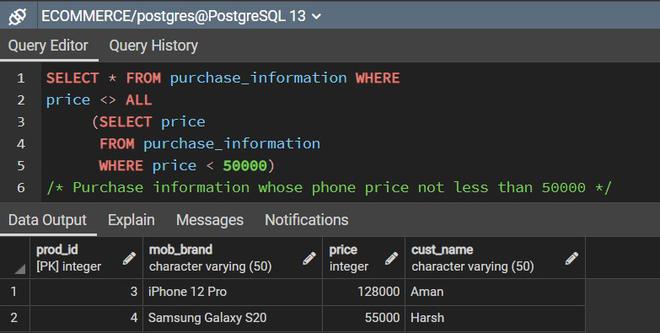 ECOMMERCE/postgres@PostgreSQL 13
Query Editor Query History
1 SELECT * FROM purchase_information WHERE
2 price <> ALL
3 (SELECT price
4 FROM purchase_information
5 WHERE price < 50000)
6 /* Purchase information whose phone price not less than 50000 */
Data Output Explain Messages Notifications
prod_id mob_brand price cust_name
[PK] integer character varying (50) integer character varying (50)
1 3 iPhone 12 Pro 128000 Aman
2 4 Samsung Galaxy S20 55000 Harsh